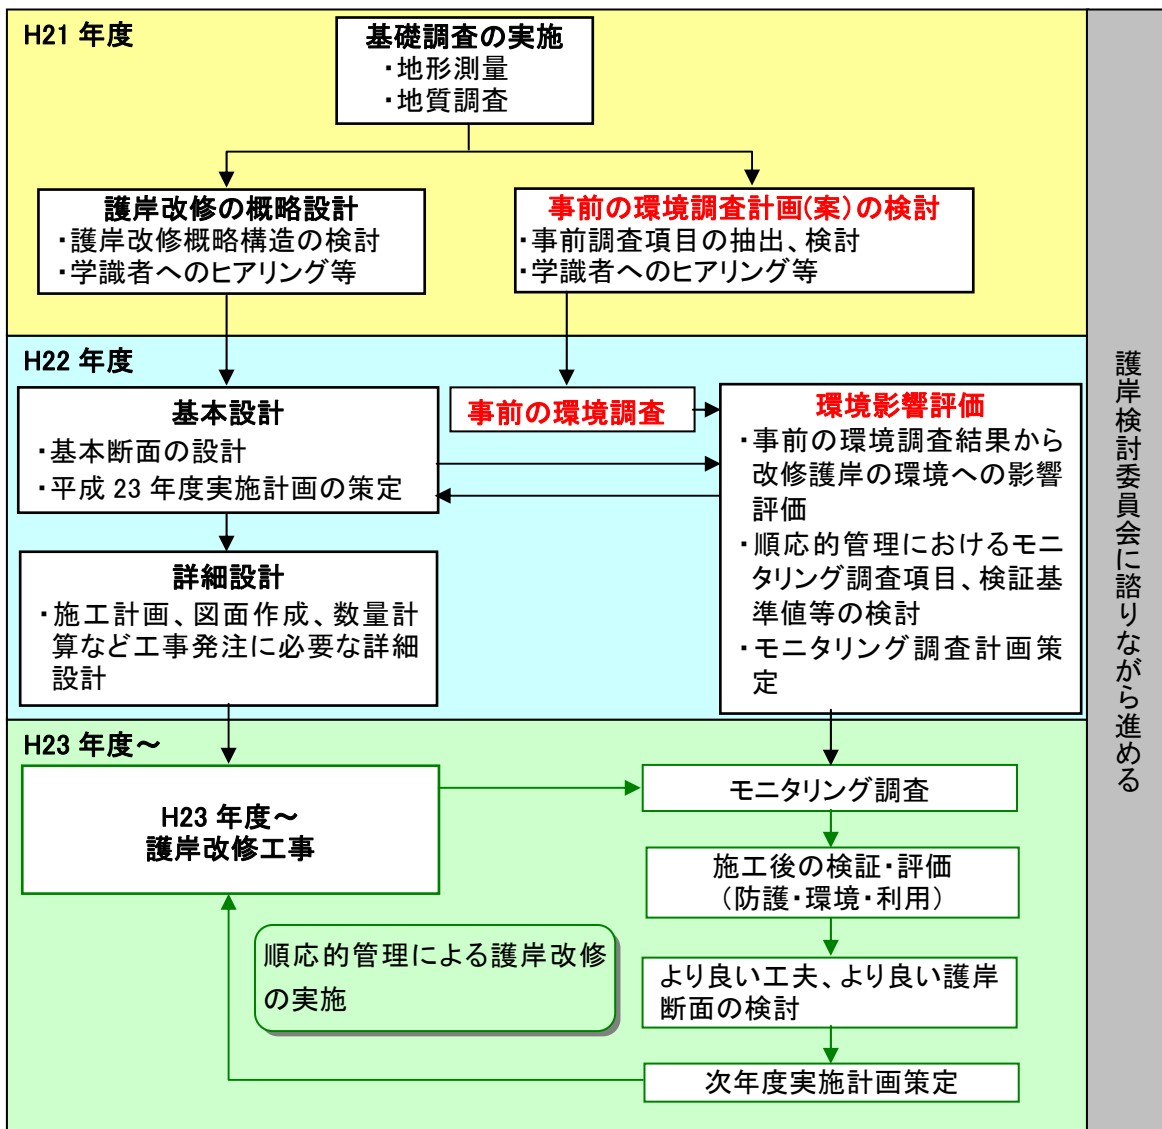 H21 年度
基礎調査の実施
・地形測量
・地質調査
護岸改修の概略設計
・護岸改修概略構造の検討
・学識者へのヒアリング等
事前の環境調査計画(案)の検討
・事前調査項目の抽出、検討
・学識者へのヒアリング等
H22 年度
基本設計
・基本断面の設計
・平成 23 年度実施計画の策定
事前の環境調査
環境影響評価
・事前の環境調査結果から
改修護岸の環境への影響
評価
・順応的管理におけるモニ
タリング調査項目、検証基
準値等の検討
・モニタリング調査計画策
定
詳細設計
・施工計画、図面作成、数量計
算など工事発注に必要な詳細
設計
H23 年度～
H23 年度～
護岸改修工事
モニタリング調査
施工後の検証・評価
（防護・環境・利用）
順応的管理による護岸改修
の実施
より良い工夫、より良い護岸
断面の検討
次年度実施計画策定
護岸検討委員会に諮りながら進める